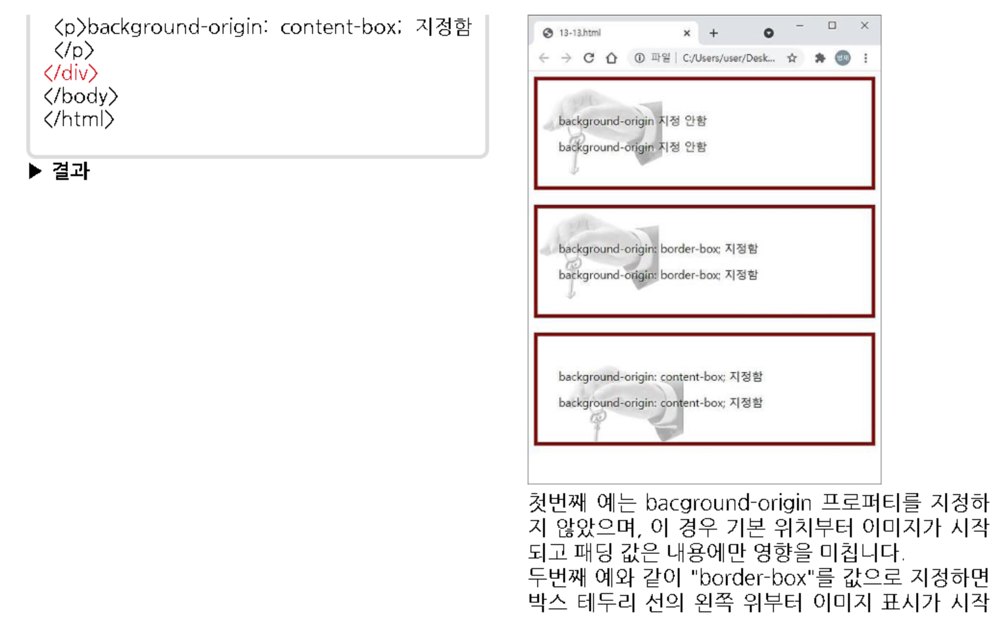 <p>background-origin: content-box; 지정함
</p>
</div>
</body>
</html>
▶ 결과
13-13.html
파일 | C:/Users/user/Desk...
번재
background-origin 지정 안함
background-origin 지정 안함
background-origin: border-box; 지정함
background-origin: border-box; 지정함
background-origin: content-box; 지정함
background-origin: content-box; 지정함
첫번째 예는 bacground-origin 프로퍼티를 지정하
지 않았으며, 이 경우 기본 위치부터 이미지가 시작
되고 패딩 값은 내용에만 영향을 미칩니다.
두번째 예와 같이 "border-box"를 값으로 지정하면
박스 테두리 선의 왼쪽 위부터 이미지 표시가 시작